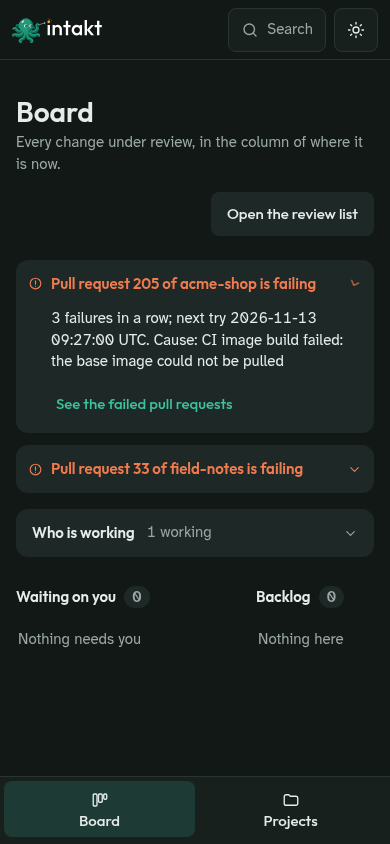 intakt
Search
Board
Every change under review, in the column of where it
is now.
Open the review list
Pull request 205 of acme-shop is failing
3 failures in a row; next try 2026-11-13
09:27:00 UTC. Cause: CI image build failed:
the base image could not be pulled
See the failed pull requests
Pull request 33 of field-notes is failing
Who is working 1 working
Waiting on you 0 Backlog 0
Nothing needs you Nothing here
Board Projects